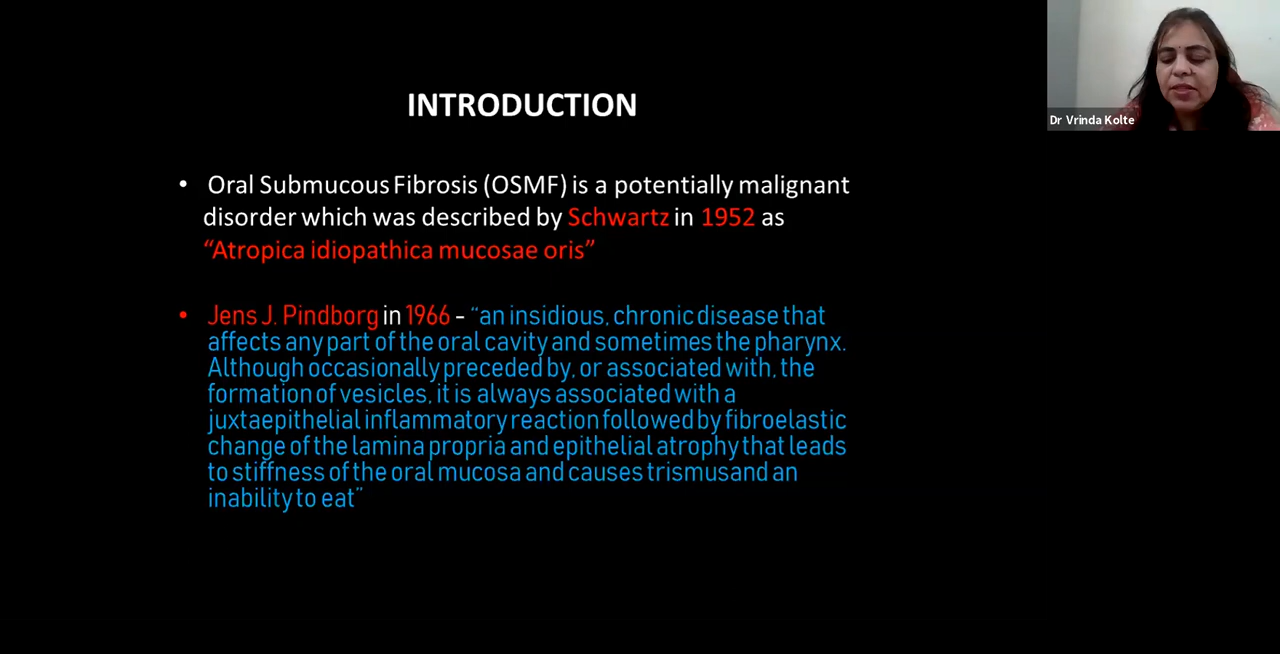 INTRODUCTION
Dr Vrinda Kolte
• Oral Submucous Fibrosis (OSMF) is a potentially malignant
disorder which was described by Schwartz in 1952 as
“Atropica idiopathica mucosae oris”
• Jens J. Pindborg in 1966 - “an insidious, chronic disease that
affects any part of the oral cavity and sometimes the pharynx.
Although occasionally preceded by, or associated with, the
formation of vesicles, it is always associated with a
juxtaepithelial inflammatory reaction followed by fibroelastic
change of the lamina propria and epithelial atrophy that leads
to stiffness of the oral mucosa and causes trismusand an
inability to eat”